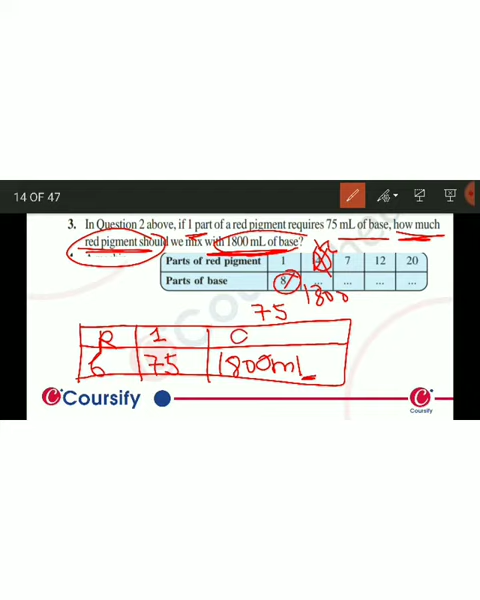 14 OF 47
3. In Question 2 above, if 1 part of a red pigment requires 75 mL of base, how much
red pigment should we mix with 1800 mL of base?
Parts of red pigment 1 7 12 20
Parts of base 8 ... ... ... ...
1800
75
R 1 C
6 75 1800ml
Coursify
Coursify